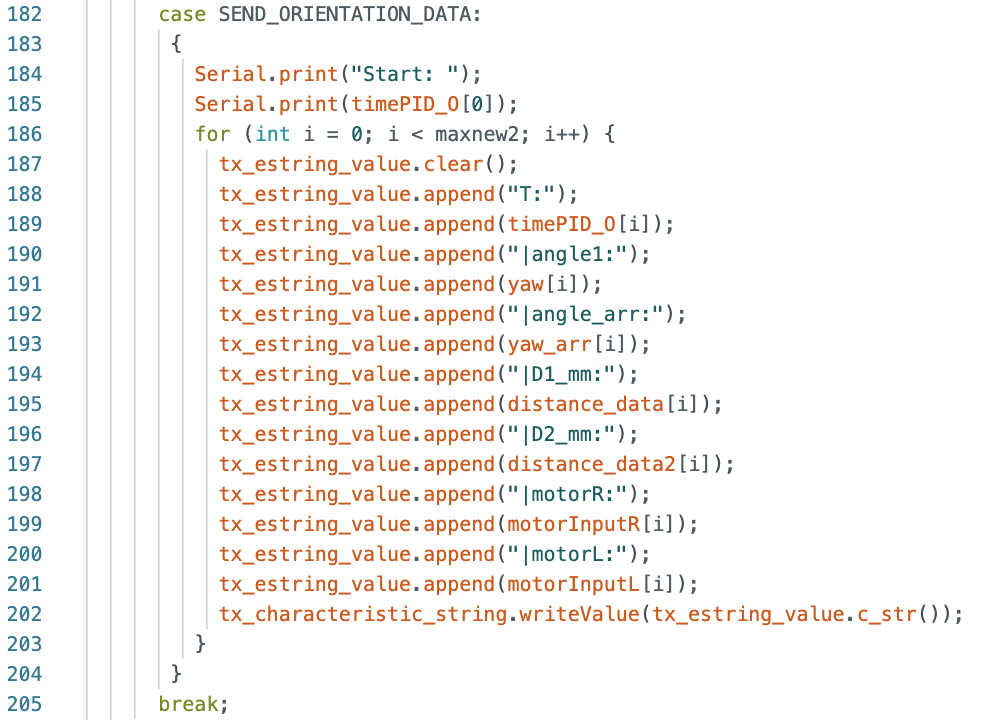 182 case SEND_ORIENTATION_DATA:
183 {
184 Serial.print("Start: ");
185 Serial.print(timePID_O[0]);
186 for (int i = 0; i < maxnew2; i++) {
187 tx_estring_value.clear();
188 tx_estring_value.append("T:");
189 tx_estring_value.append(timePID_O[i]);
190 tx_estring_value.append("|angle1:");
191 tx_estring_value.append(yaw[i]);
192 tx_estring_value.append("|angle_arr:");
193 tx_estring_value.append(yaw_arr[i]);
194 tx_estring_value.append("|D1_mm:");
195 tx_estring_value.append(distance_data[i]);
196 tx_estring_value.append("|D2_mm:");
197 tx_estring_value.append(distance_data2[i]);
198 tx_estring_value.append("|motorR:");
199 tx_estring_value.append(motorInputR[i]);
200 tx_estring_value.append("|motorL:");
201 tx_estring_value.append(motorInputL[i]);
202 tx_characteristic_string.writeValue(tx_estring_value.c_str());
203 }
204 }
205 break;